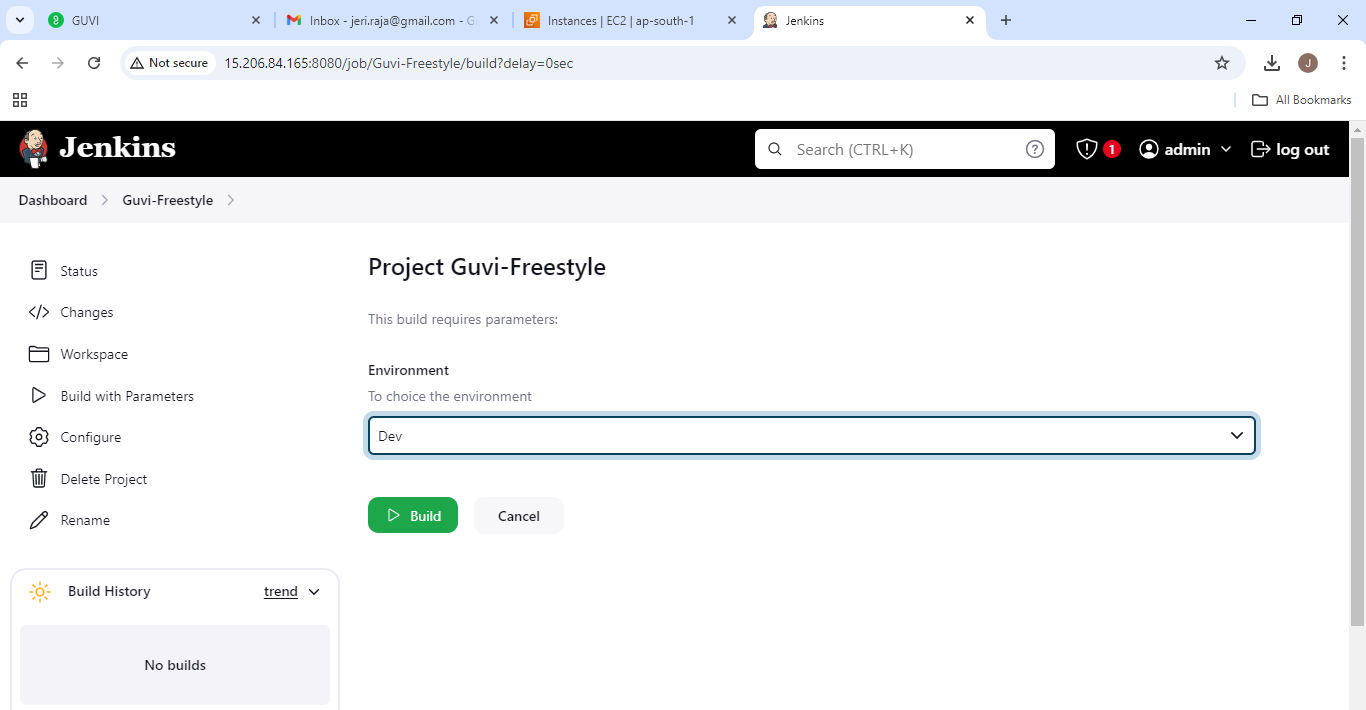 GUVI
Inbox - jeri.raja@gmail.com - G
Instances | EC2 | ap-south-1
Jenkins
Not secure
15.206.84.165:8080/job/Guvi-Freestyle/build?delay=0sec
J
All Bookmarks
Jenkins
Search (CTRL+K)
?
1
admin
log out
Dashboard
Guvi-Freestyle
Status
Changes
Workspace
Build with Parameters
Configure
Delete Project
Rename
Build History
trend
No builds
Project Guvi-Freestyle
This build requires parameters:
Environment
To choice the environment
Dev
Build
Cancel